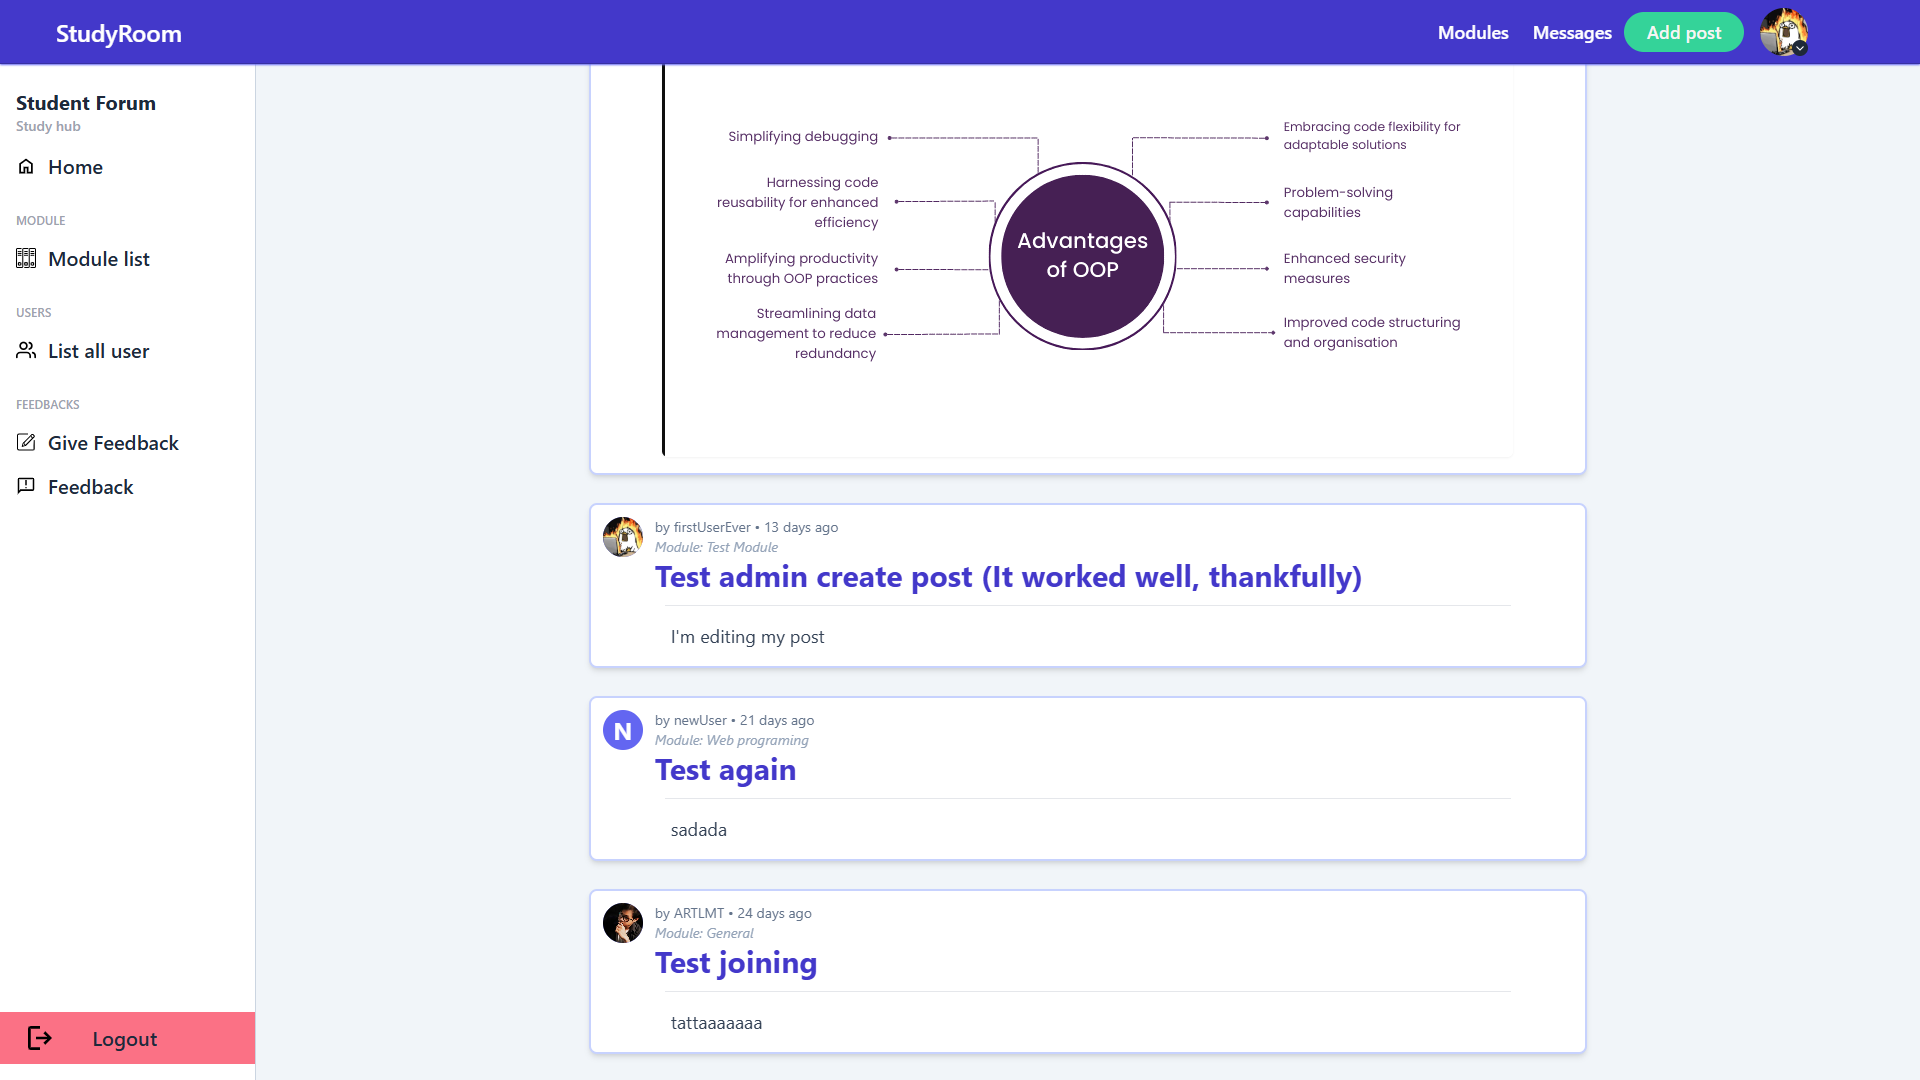 StudyRoom
Modules
Messages
Add post
Student Forum
Study hub
Home
MODULE
Module list
USERS
List all user
FEEDBACKS
Give Feedback
Feedback
Logout
Simplifying debugging
Harnessing code
reusability for enhanced
efficiency
Amplifying productivity
through OOP practices
Streamlining data
management to reduce
redundancy
Advantages
of OOP
Embracing code flexibility for
adaptable solutions
Problem-solving
capabilities
Enhanced security
measures
Improved code structuring
and organisation
by firstUserEver • 13 days ago
Module: Test Module
Test admin create post (It worked well, thankfully)
I'm editing my post
N
by newUser • 21 days ago
Module: Web programing
Test again
sadada
by ARTLMT • 24 days ago
Module: General
Test joining
tattaaaaaaa